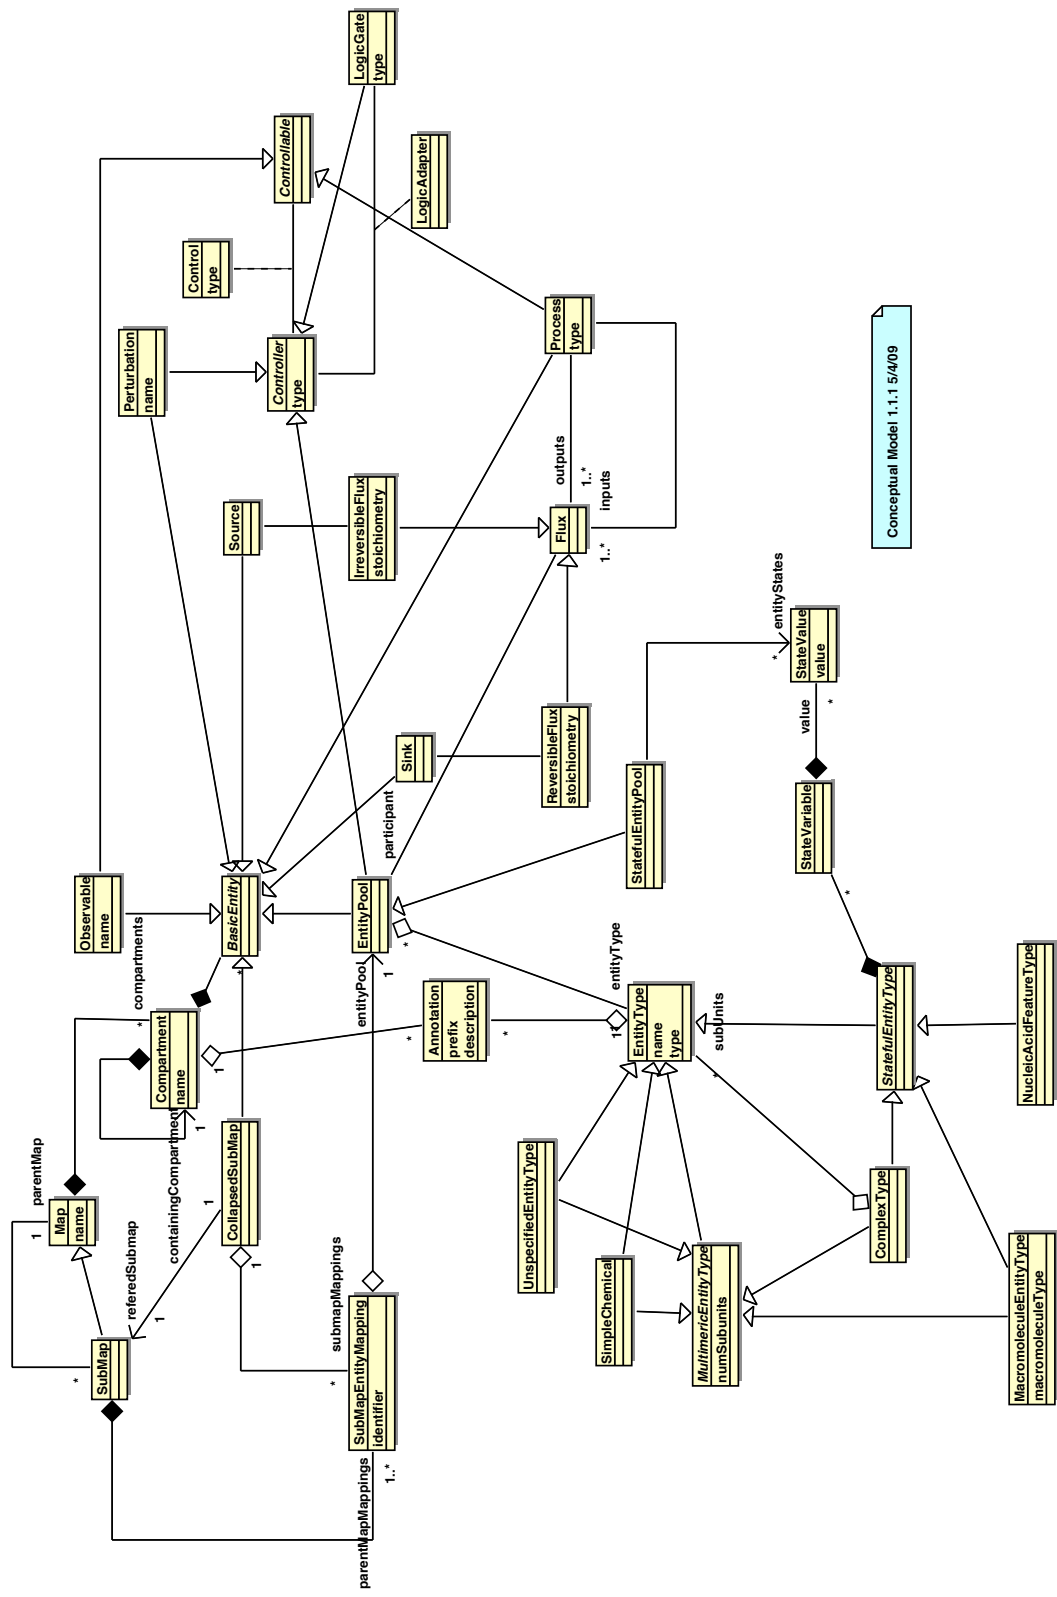 LogicGate
type
Controllable
LogicAdapter
Control
type
Perturbation
name
Controller
type
Process
type
outputs
1..*
inputs
1..*
Source
IrreversibleFlux
stoichiometry
Flux
Conceptual Model 1.1.1 5/4/09
Sink
participant
ReversibleFlux
stoichiometry
StatefulEntityPool
entityStates
*
StateValue
value
value
*
StateVariable
*
Observable
name
BasicEntity
*
EntityPool
*
compartments
*
Compartment
name
1
1
containingCompartment
entityPool
1
Annotation
prefix
description
*
*
entityType
1
1
EntityType
name
type
subUnits
*
StatefulEntityType
NucleicAcidFeatureType
parentMap
1
Map
name
CollapsedSubMap
1
1
referedSubmap
1
SubMap
*
submapMappings
*
SubMapEntityMapping
identifier
parentMapMappings
1..*
UnspecifiedEntityType
SimpleChemical
MultimericEntityType
numSubunits
ComplexType
MacromoleculeEntityType
macromoleculeType